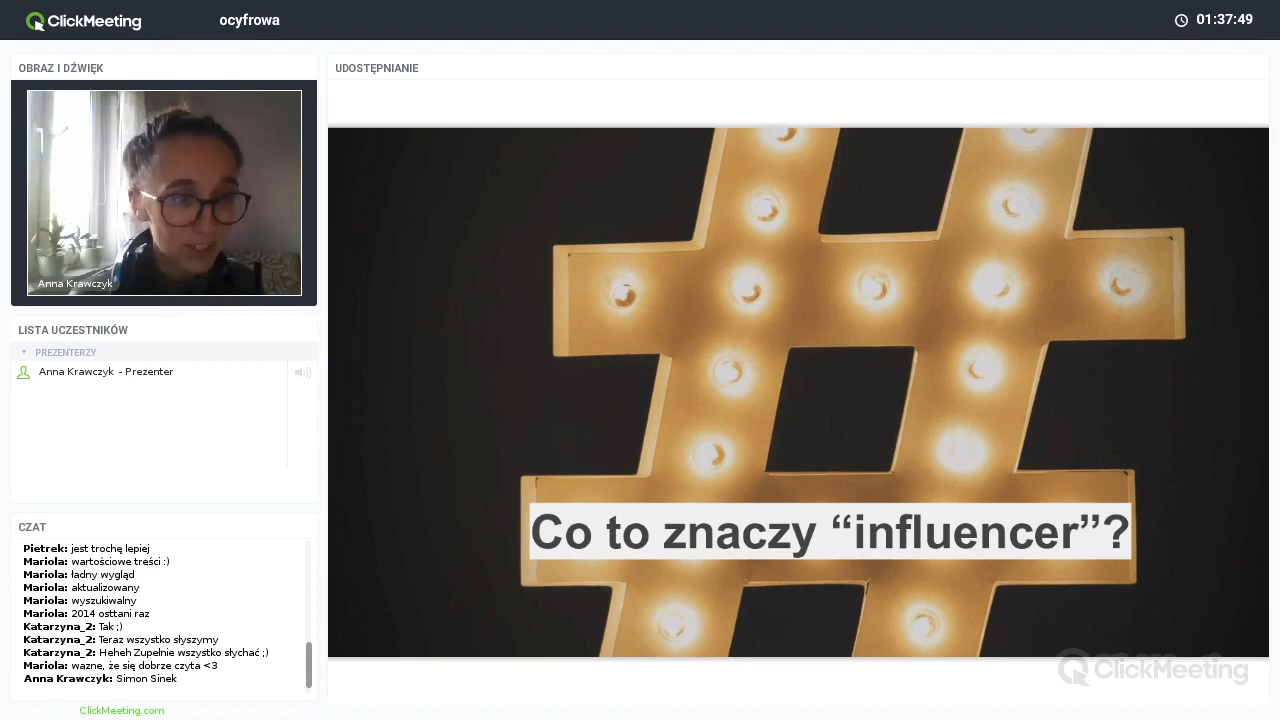 ClickMeeting
ocyfrowa
01:37:49
OBRAZ I DŹWIĘK
Anna Krawczyk
LISTA UCZESTNIKÓW
PREZENTERZY
Anna Krawczyk - Prezenter
CZAT
Pietrek: jest trochę lepiej
Mariola: wartościowe treści :)
Mariola: ładny wygląd
Mariola: aktualizowany
Mariola: wyszukiwalny
Mariola: 2014 osttani raz
Katarzyna_2: Tak ;)
Katarzyna_2: Teraz wszystko słyszymy
Katarzyna_2: Heheh Zupełnie wszystko słychać ;)
Mariola: wazne, że się dobrze czyta <3
Anna Krawczyk: Simon Sinek
ClickMeeting.com
UDOSTĘPNIANIE
Co to znaczy “influencer”?
ClickMeeting